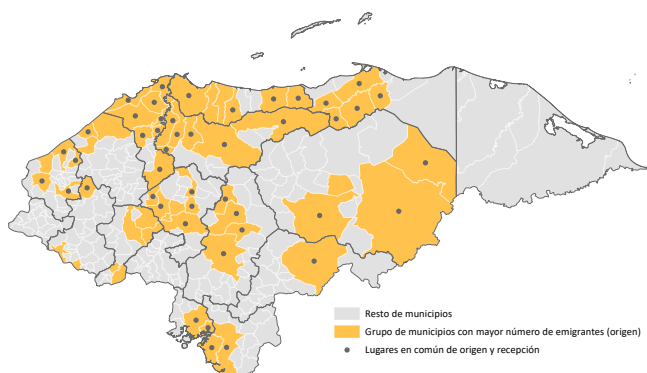 Resto de municipios
Grupo de municipios con mayor número de emigrantes (origen)
Lugares en común de origen y recepción